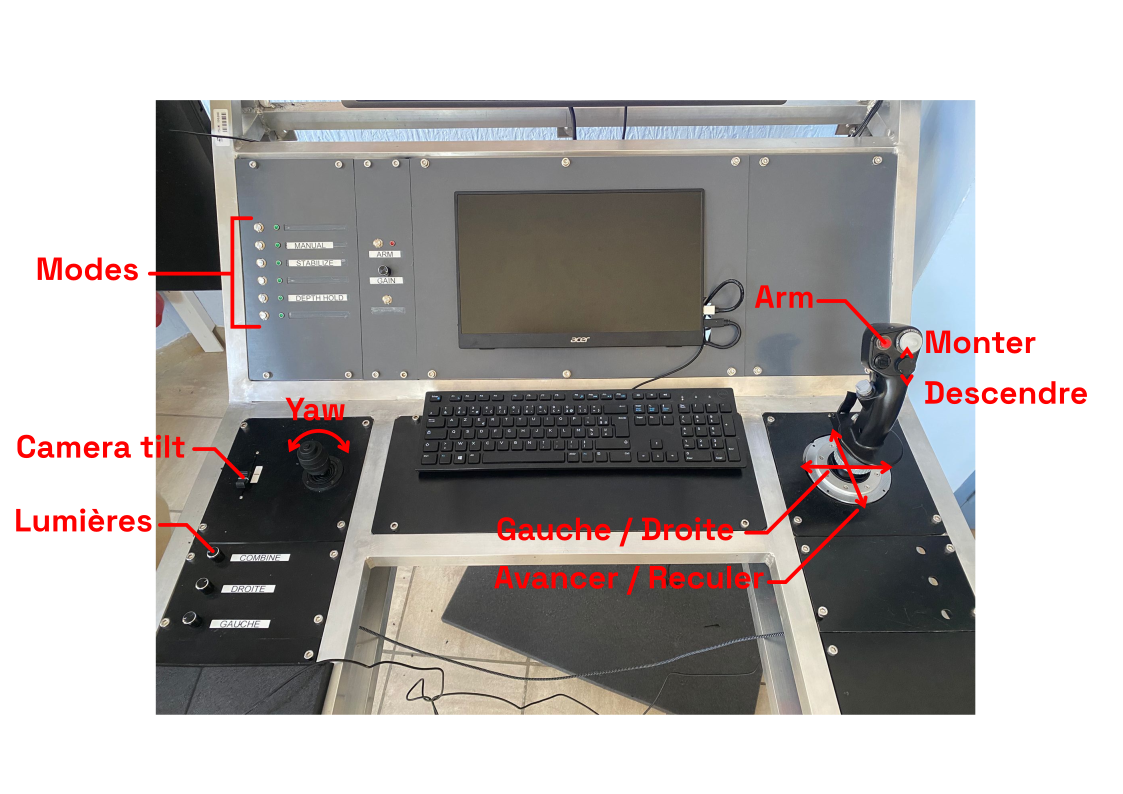 MANUAL
ARM
Modes
STABILIZE
GAIN
DEPTH HOLD
acer
Arm
Monter
Descendre
Yaw
Camera tilt
Lumières
Gauche / Droite
COMBINE
Avancer / Reculer
DROITE
GAUCHE